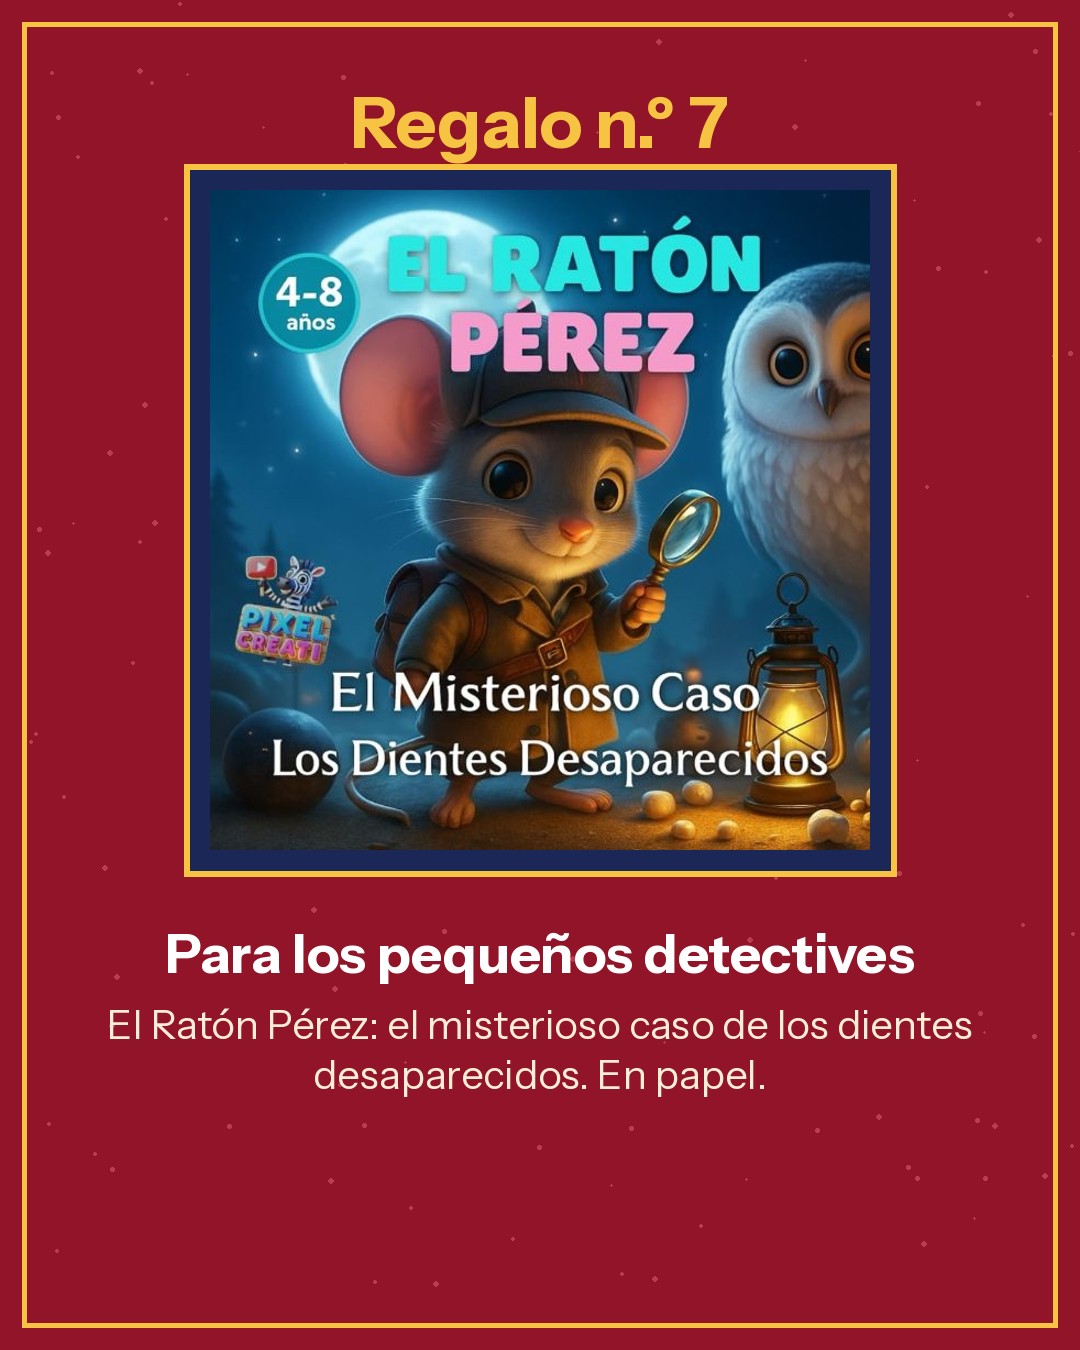 Regalo n.º 7
4-8
años
EL RATÓN
PÉREZ
PIXEL
CREATI
El Misterioso Caso
Los Dientes Desaparecidos
Para los pequeños detectives
El Ratón Pérez: el misterioso caso de los dientes
desaparecidos. En papel.